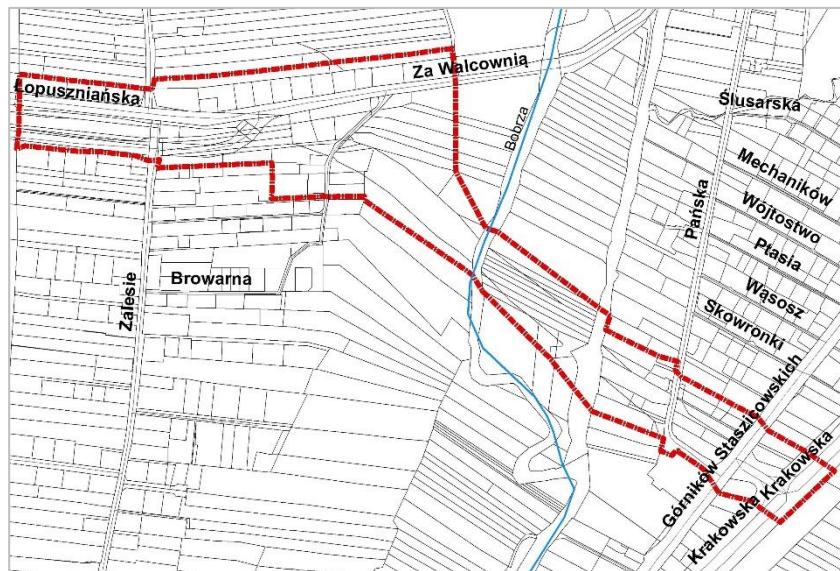 Za Walcownią
Łopuszniańska
Ślusarska
Bobrza
Mechaników
Wójtostwo
Pańska
Ptasia
Wąsosz
Browarna
Zalesie
Skowronki
Górników Staszicowskich
Krakowska
Krakowska